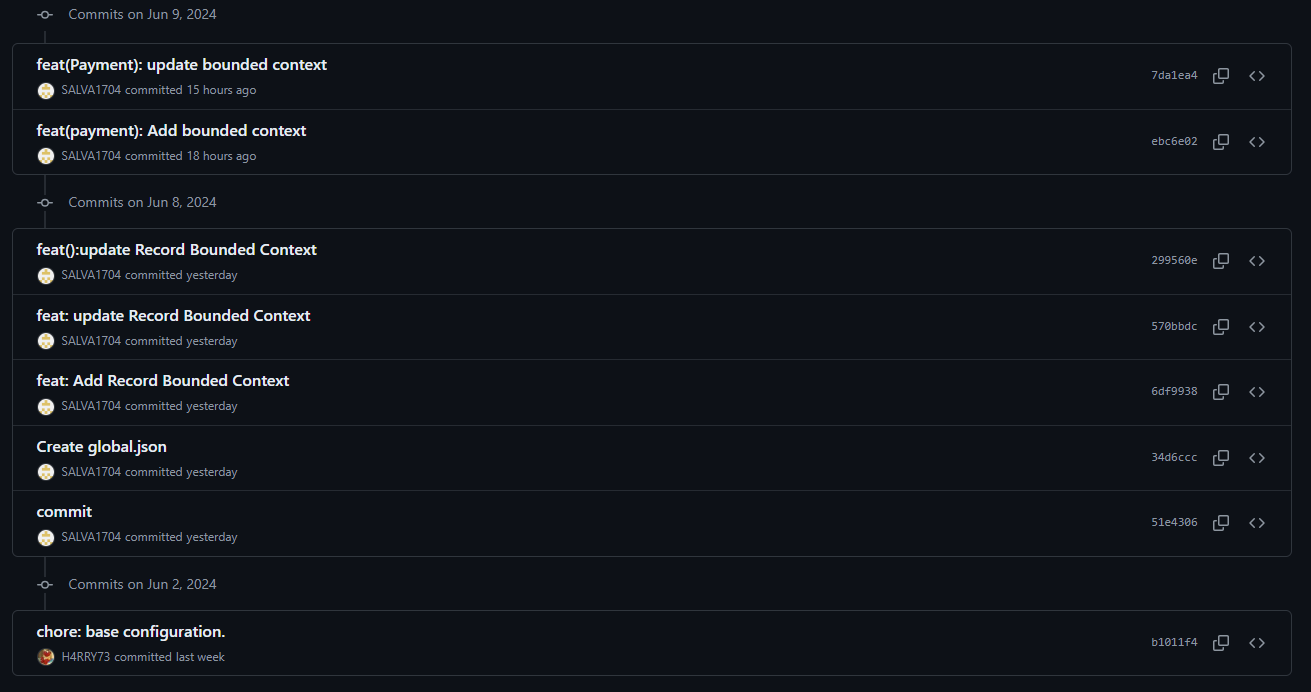 Commits on Jun 9, 2024
feat(Payment): update bounded context
SALVA1704 committed 15 hours ago
7da1ea4
feat(payment): Add bounded context
SALVA1704 committed 18 hours ago
ebc6e02
Commits on Jun 8, 2024
feat():update Record Bounded Context
SALVA1704 committed yesterday
299560e
feat: update Record Bounded Context
SALVA1704 committed yesterday
570bbdc
feat: Add Record Bounded Context
SALVA1704 committed yesterday
6df9938
Create global.json
SALVA1704 committed yesterday
34d6ccc
commit
SALVA1704 committed yesterday
51e4306
Commits on Jun 2, 2024
chore: base configuration.
H4RRY73 committed last week
b1011f4